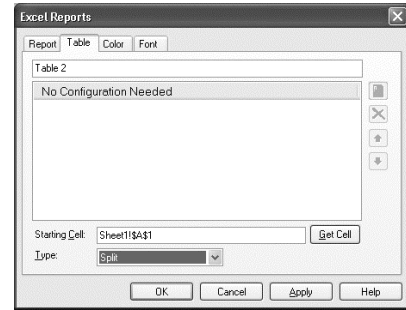 Excel Reports
Report Table Color Font
Table 2
No Configuration Needed
Starting Cell: Sheet1!$A$1 Get Cell
Type: Split
OK Cancel Apply Help